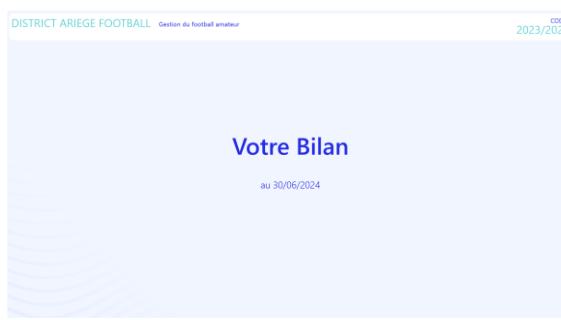 DISTRICT ARIEGE FOOTBALL Gestion du football amateur
2023/202
Votre Bilan
au 30/06/2024